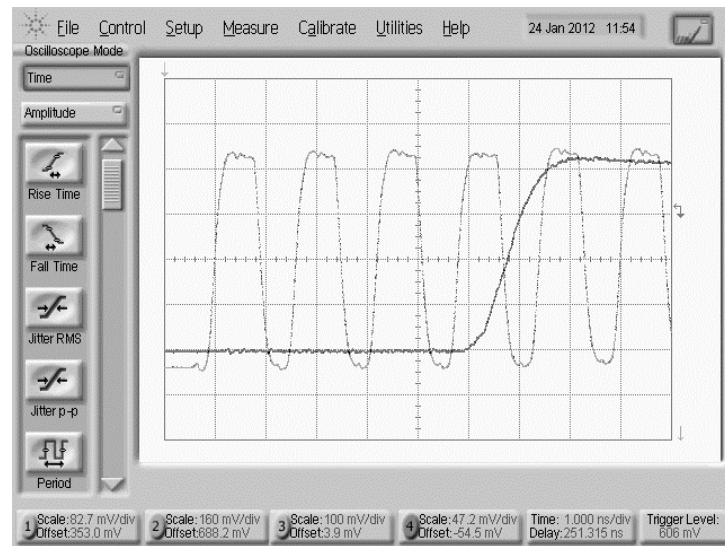 File Control Setup Measure Calibrate Utilities Help 24 Jan 2012 11:54
Oscilloscope Mode
Time
Amplitude
Rise Time
Fall Time
Jitter RMS
Jitter p-p
Period
1 Scale:82.7 mV/div 2 Scale:160 mV/div 3 Scale:100 mV/div 4 Scale:47.2 mV/div Time: 1.000 ns/div Trigger Level:
Offset:353.0 mV Offset:688.2 mV Offset:3.9 mV Offset:-54.5 mV Delay:251.315 ns 606 mV